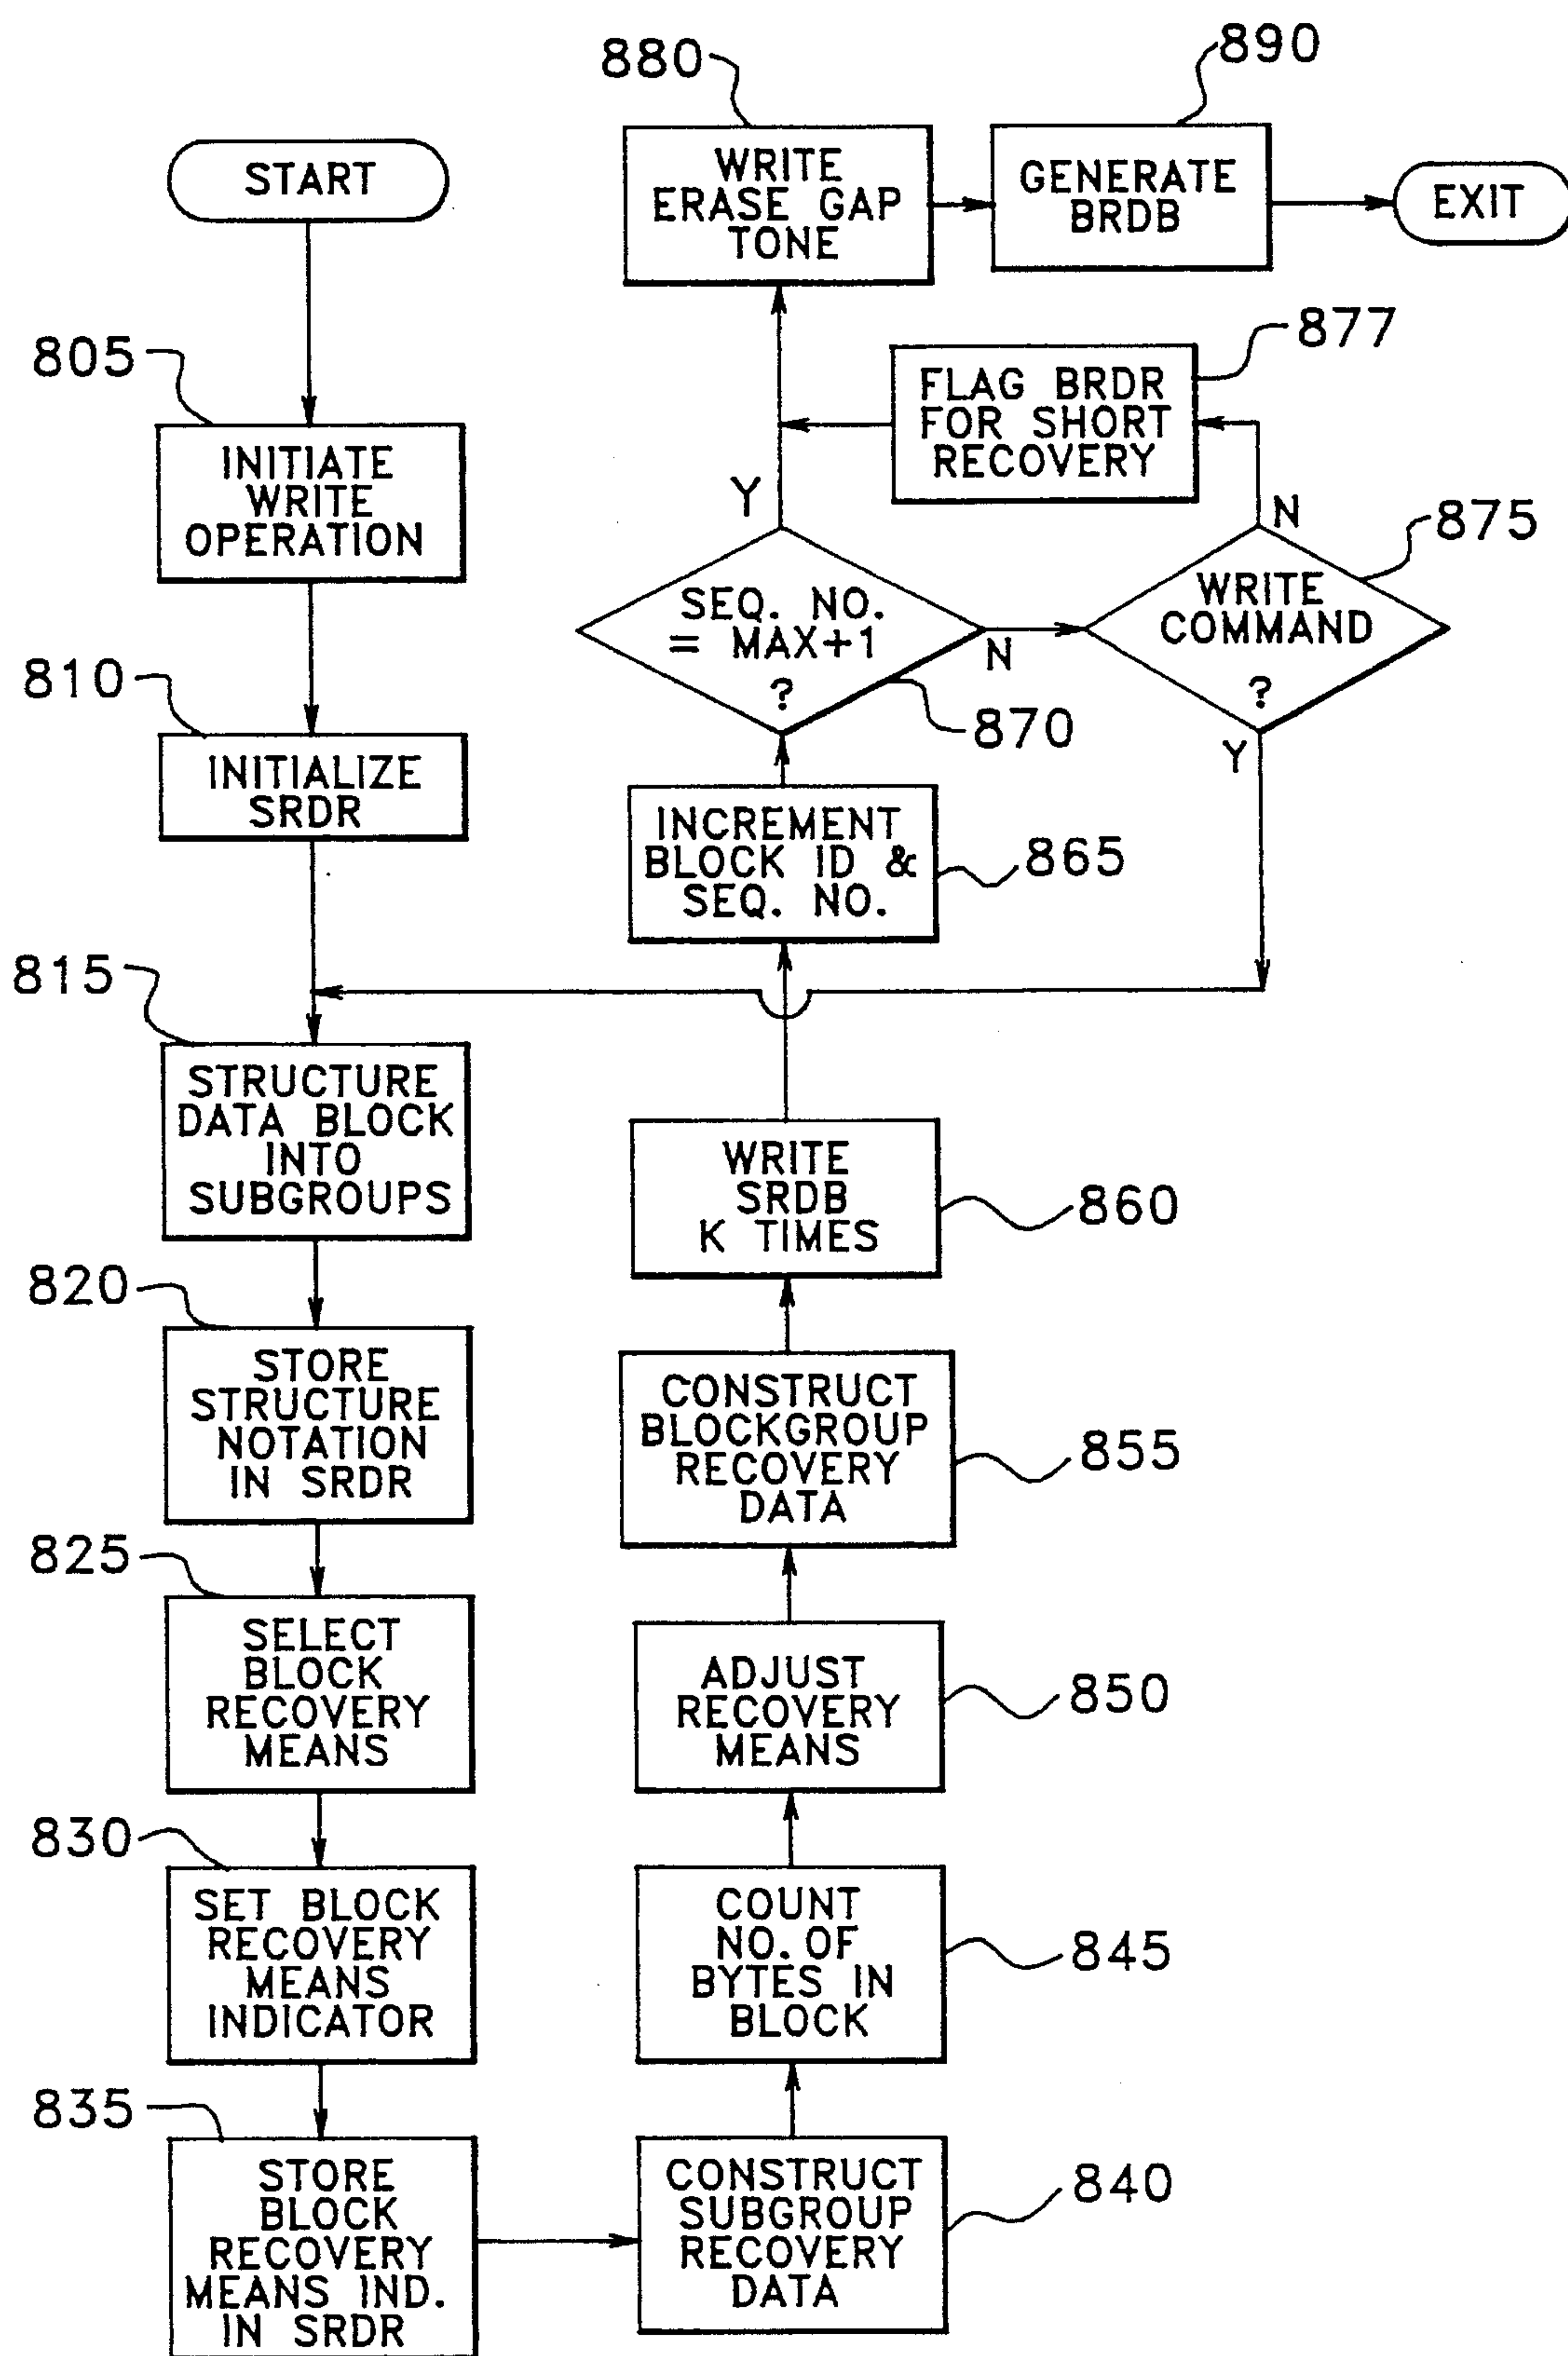 START
805
INITIATE
WRITE
OPERATION
810
INITIALIZE
SRDR
815
STRUCTURE
DATA BLOCK
INTO
SUBGROUPS
820
STORE
STRUCTURE
NOTATION
IN SRDR
825
SELECT
BLOCK
RECOVERY
MEANS
830
SET BLOCK
RECOVERY
MEANS
INDICATOR
835
STORE
BLOCK
RECOVERY
MEANS IND.
IN SRDR
CONSTRUCT
SUBGROUP
RECOVERY
DATA
840
COUNT
NO. OF
BYTES IN
BLOCK
845
ADJUST
RECOVERY
MEANS
850
CONSTRUCT
BLOCKGROUP
RECOVERY
DATA
855
WRITE
SRDB
K TIMES
860
INCREMENT
BLOCK ID &
SEQ. NO.
865
SEQ. NO.
= MAX+1
?
870
Y
N
WRITE
COMMAND
?
875
N
Y
FLAG BRDR
FOR SHORT
RECOVERY
877
880
WRITE
ERASE GAP
TONE
890
GENERATE
BRDB
EXIT